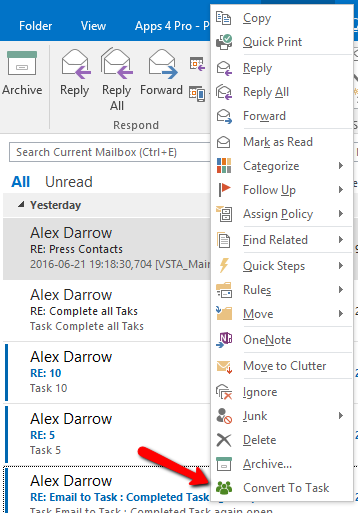 Folder View Apps 4 Pro - P
Archive
Reply Reply All Forward
Respond
Search Current Mailbox (Ctrl+E)
All Unread
Yesterday
Alex Darrow
RE: Press Contacts
2016-06-21 19:18:30,704 [VSTA_Mai
Alex Darrow
RE: Complete all Taks
Task Complete all Taks
Alex Darrow
RE: 10
Task 10
Alex Darrow
RE: 5
Task 5
Alex Darrow
RE: Email to Task : Completed Task
Task Email to Task : Completed Task again open
Copy
Quick Print
Reply
Reply All
Forward
Mark as Read
Categorize
Follow Up
Assign Policy
Find Related
Quick Steps
Rules
Move
OneNote
Move to Clutter
Ignore
Junk
Delete
Archive...
Convert To Task